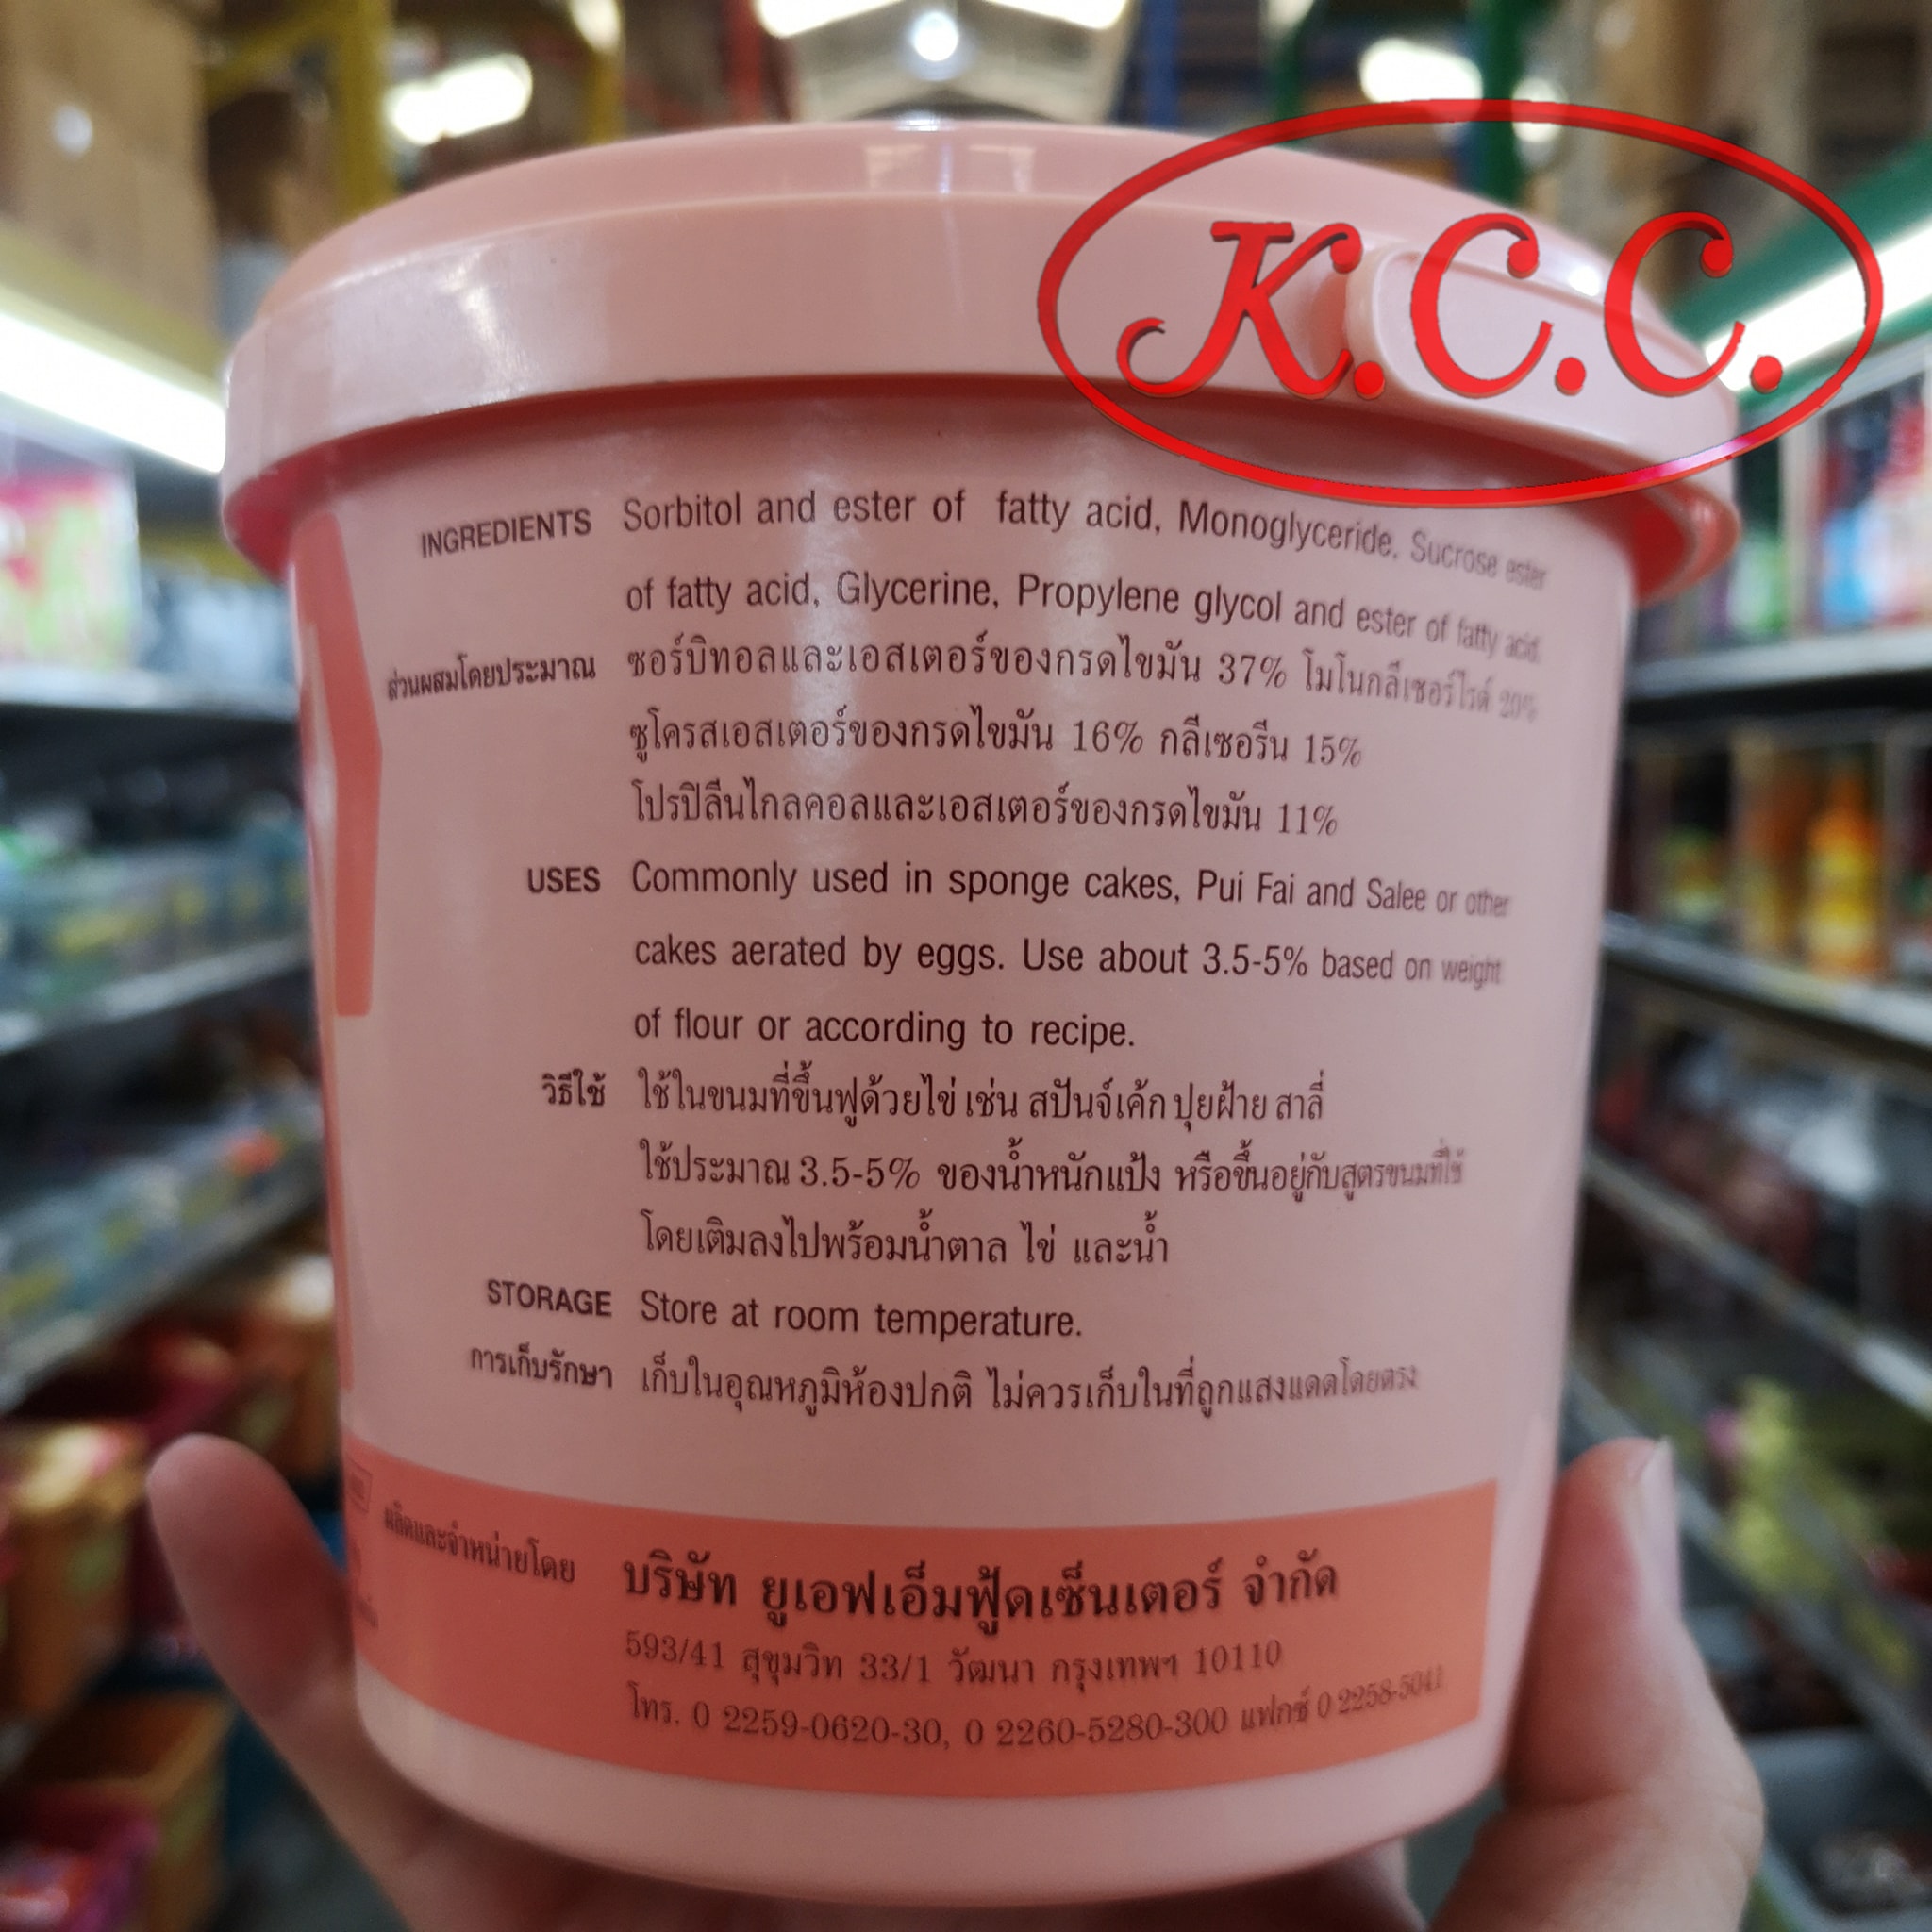 K.C.C.
INGREDIENTS Sorbitol and ester of fatty acid, Monoglyceride, Sucrose ester
of fatty acid, Glycerine, Propylene glycol and ester of fatty acid.
ส่วนผสมโดยประมาณ ซอร์บิทอลและเอสเตอร์ของกรดไขมัน 37% โมโนกลีเซอร์ไรด์ 20%
ซูโครสเอสเตอร์ของกรดไขมัน 16% กลีเซอรีน 15%
โปรปิลีนไกลคอลและเอสเตอร์ของกรดไขมัน 11%
USES Commonly used in sponge cakes, Pui Fai and Salee or other
cakes aerated by eggs. Use about 3.5-5% based on weight
of flour or according to recipe.
วิธีใช้ ใช้ในขนมที่ขึ้นฟูด้วยไข่ เช่น สปันจ์เค้ก ปุยฝ้าย สาลี่
ใช้ประมาณ 3.5-5% ของน้ำหนักแป้ง หรือขึ้นอยู่กับสูตรขนมที่ใช้
โดยเติมลงไปพร้อมน้ำตาล ไข่ และน้ำ
STORAGE Store at room temperature.
การเก็บรักษา เก็บในอุณหภูมิห้องปกติ ไม่ควรเก็บในที่ถูกแสงแดดโดยตรง
ผลิตและจำหน่ายโดย บริษัท ยูเอฟเอ็มฟู้ดเซ็นเตอร์ จำกัด
593/41 สุขุมวิท 33/1 วัฒนา กรุงเทพฯ 10110
โทร. 0 2259-0620-30, 0 2260-5280-300 แฟกซ์ 0 2258-5041